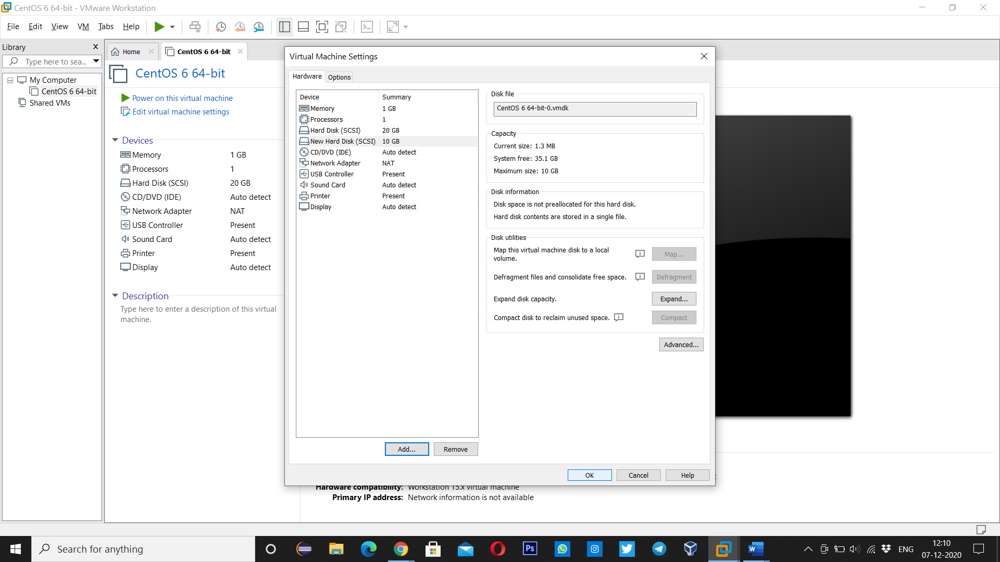 CentOS 6 64-bit - VMware Workstation
File Edit View VM Tabs Help
Library
Type here to sea...
My Computer
CentOS 6 64-bit
Shared VMs
Home
CentOS 6 64-bit
CentOS 6 64-bit
Power on this virtual machine
Edit virtual machine settings
Devices
Memory 1 GB
Processors 1
Hard Disk (SCSI) 20 GB
CD/DVD (IDE) Auto detect
Network Adapter NAT
USB Controller Present
Sound Card Auto detect
Printer Present
Display Auto detect
Description
Type here to enter a description of this virtual
machine.
Virtual Machine Settings
Hardware Options
Device Summary
Memory 1 GB
Processors 1
Hard Disk (SCSI) 20 GB
New Hard Disk (SCSI) 10 GB
CD/DVD (IDE) Auto detect
Network Adapter NAT
USB Controller Present
Sound Card Auto detect
Printer Present
Display Auto detect
Add... Remove
Disk file
CentOS 6 64-bit-0.vmdk
Capacity
Current size: 1.3 MB
System free: 35.1 GB
Maximum size: 10 GB
Disk information
Disk space is not preallocated for this hard disk.
Hard disk contents are stored in a single file.
Disk utilities
Map this virtual machine disk to a local
volume.
Map...
Defragment files and consolidate free space. Defragment
Expand disk capacity. Expand...
Compact disk to reclaim unused space. Compact
Advanced...
OK Cancel Help
Hardware compatibility: Workstation 15.x virtual machine
Primary IP address: Network information is not available
Search for anything
Ps
W
ENG
12:10
07-12-2020